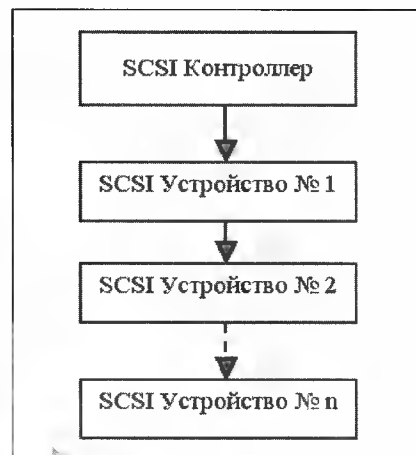 SCSI Контроллер
SCSI Устройство № 1
SCSI Устройство № 2
SCSI Устройство № n